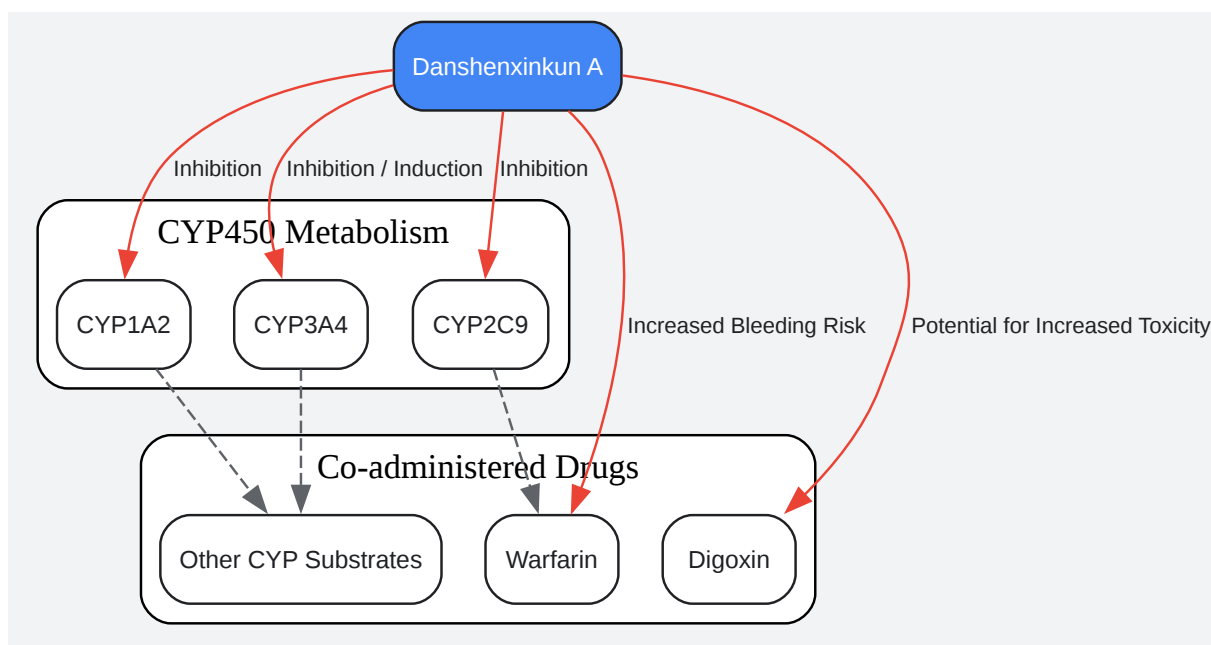 Danshenxinkun A
Inhibition
Inhibition / Induction
Inhibition
CYP450 Metabolism
CYP1A2
CYP3A4
CYP2C9
Increased Bleeding Risk
Potential for Increased Toxicity
Co-administered Drugs
Other CYP Substrates
Warfarin
Digoxin